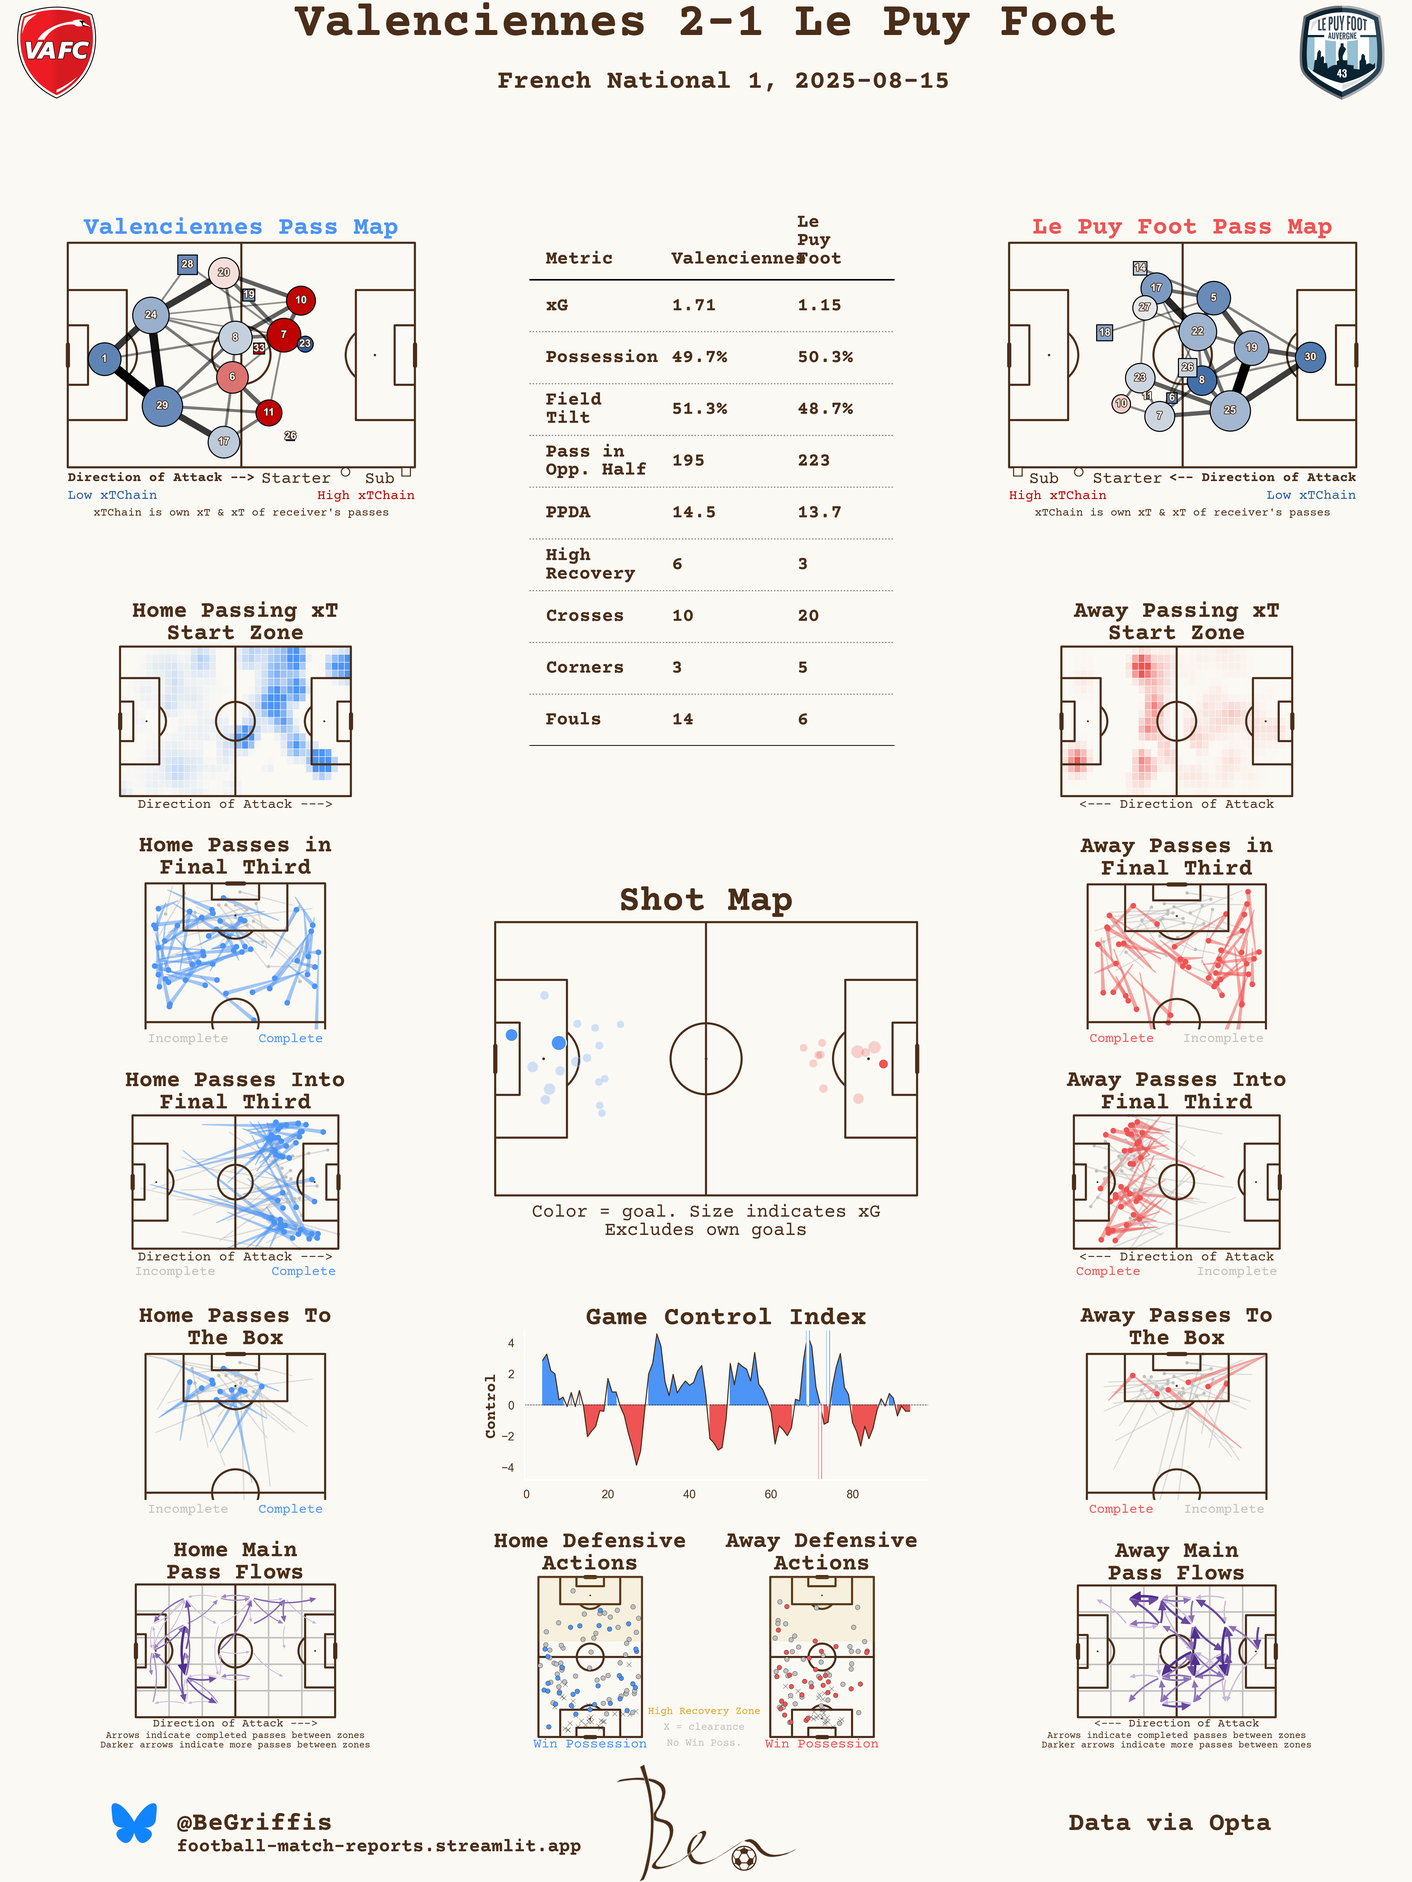 Valenciennes 2-1 Le Puy Foot
French National 1, 2025-08-15
VAFC
LE PUY FOOT
AUVERGNE
43
Valenciennes Pass Map
28
20
19
10
24
8
7
33
23
1
6
29
11
17
26
Direction of Attack --> Starter Sub
Low xTChain High xTChain
xTChain is own xT & xT of receiver's passes
Metric Valenciennes Le Puy Foot
xG 1.71 1.15
Possession 49.7% 50.3%
Field Tilt 51.3% 48.7%
Pass in Opp. Half 195 223
PPDA 14.5 13.7
High Recovery 6 3
Crosses 10 20
Corners 3 5
Fouls 14 6
Le Puy Foot Pass Map
14
17
5
27
18
22
19
30
26
23
8
11
6
10
7
25
Sub Starter <-- Direction of Attack
High xTChain Low xTChain
xTChain is own xT & xT of receiver's passes
Home Passing xT
Start Zone
Direction of Attack --->
Away Passing xT
Start Zone
<--- Direction of Attack
Home Passes in
Final Third
Incomplete Complete
Away Passes in
Final Third
Complete Incomplete
Shot Map
Color = goal. Size indicates xG
Excludes own goals
Home Passes Into
Final Third
Direction of Attack --->
Incomplete Complete
Away Passes Into
Final Third
<--- Direction of Attack
Complete Incomplete
Home Passes To
The Box
Incomplete Complete
Game Control Index
Control
4
2
0
−2
−4
0 20 40 60 80
Away Passes To
The Box
Complete Incomplete
Home Main
Pass Flows
Direction of Attack --->
Arrows indicate completed passes between zones
Darker arrows indicate more passes between zones
Home Defensive
Actions
Win Possession
High Recovery Zone
X = clearance
No Win Poss.
Away Defensive
Actions
Win Possession
Away Main
Pass Flows
<--- Direction of Attack
Arrows indicate completed passes between zones
Darker arrows indicate more passes between zones
@BeGriffis
football-match-reports.streamlit.app
Ben
Data via Opta